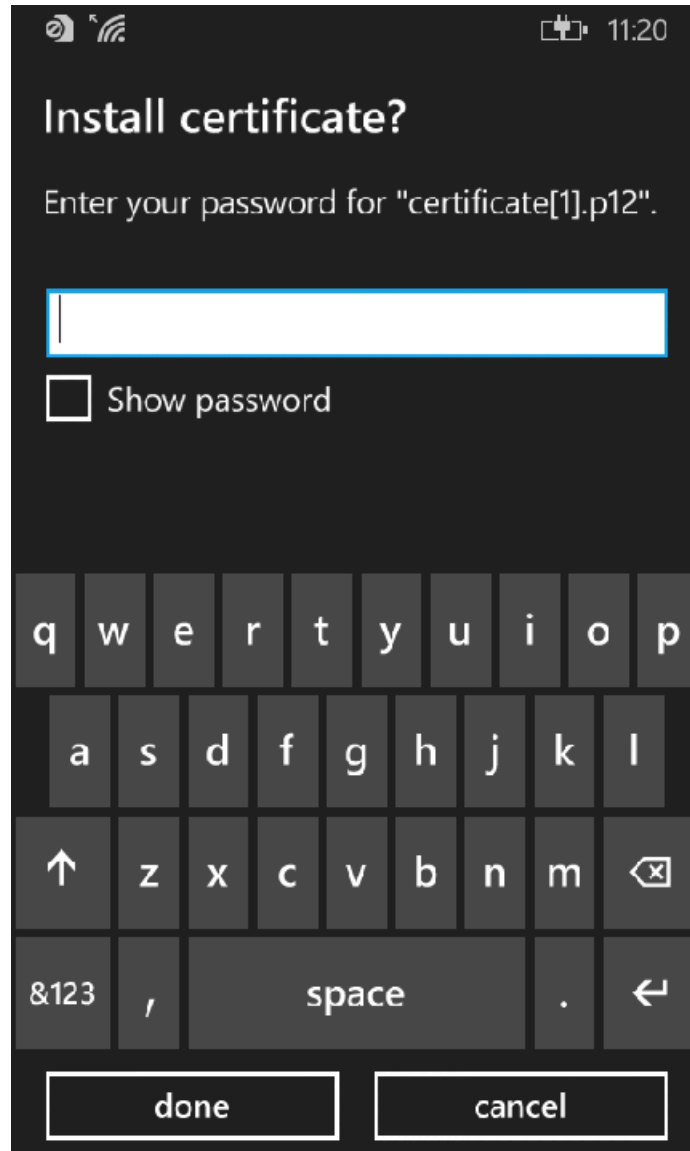 11:20
Install certificate?
Enter your password for "certificate[1].p12".
Show password
q w e r t y u i o p
a s d f g h j k l
z x c v b n m
&123 , space .
done cancel